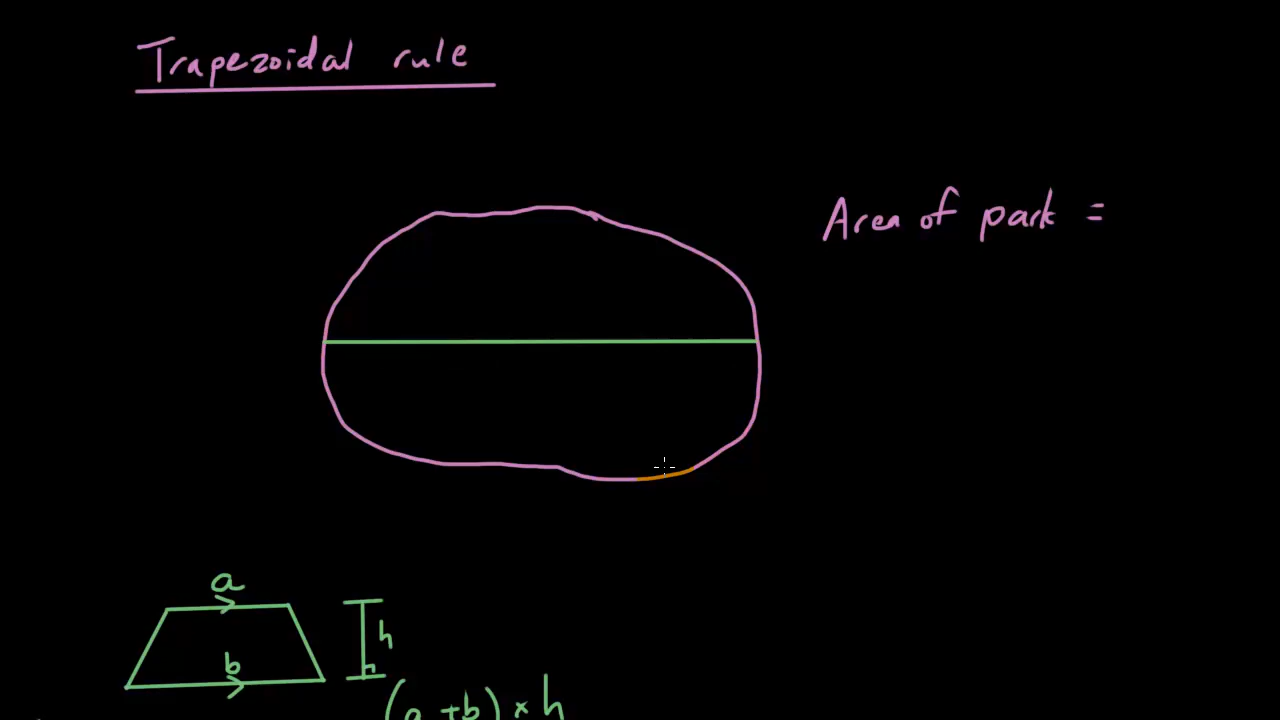 Trapezoidal rule
Area of park =
a
h
b
(a+b) × h